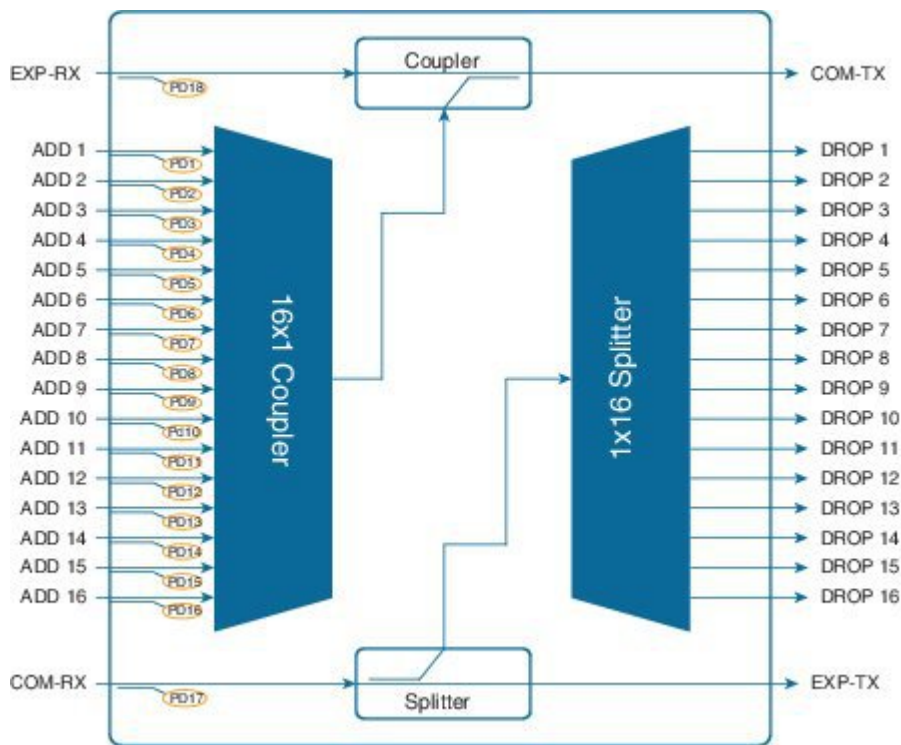 Coupler
EXP-RX
COM-TX
PD18
ADD 1
PD1
DROP 1
ADD 2
PD2
DROP 2
ADD 3
PD3
DROP 3
ADD 4
PD4
DROP 4
ADD 5
PD5
DROP 5
ADD 6
PD6
DROP 6
ADD 7
PD7
DROP 7
ADD 8
PD8
DROP 8
ADD 9
PD9
DROP 9
ADD 10
Pd10
DROP 10
ADD 11
PD11
DROP 11
ADD 12
PD12
DROP 12
ADD 13
PD13
DROP 13
ADD 14
PD14
DROP 14
ADD 15
PD15
DROP 15
ADD 16
PD16
DROP 16
16x1 Coupler
1x16 Splitter
COM-RX
PD17
Splitter
EXP-TX